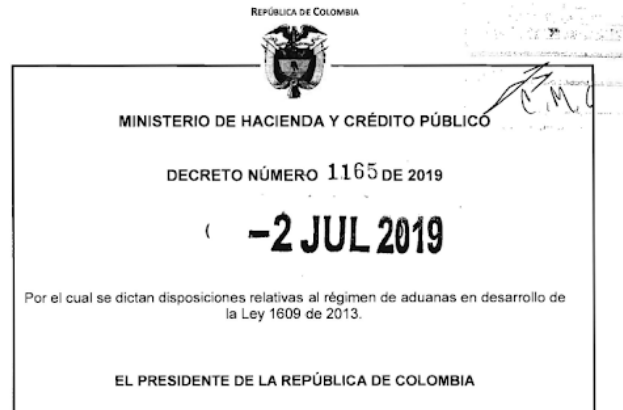 REPÚBLICA DE COLOMBIA
MINISTERIO DE HACIENDA Y CRÉDITO PÚBLICO
DECRETO NÚMERO 1165 DE 2019
-2 JUL 2019
Por el cual se dictan disposiciones relativas al régimen de aduanas en desarrollo de
la Ley 1609 de 2013.
EL PRESIDENTE DE LA REPÚBLICA DE COLOMBIA